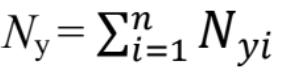 N_y = ∑_{i=1}^{n} N_{yi}